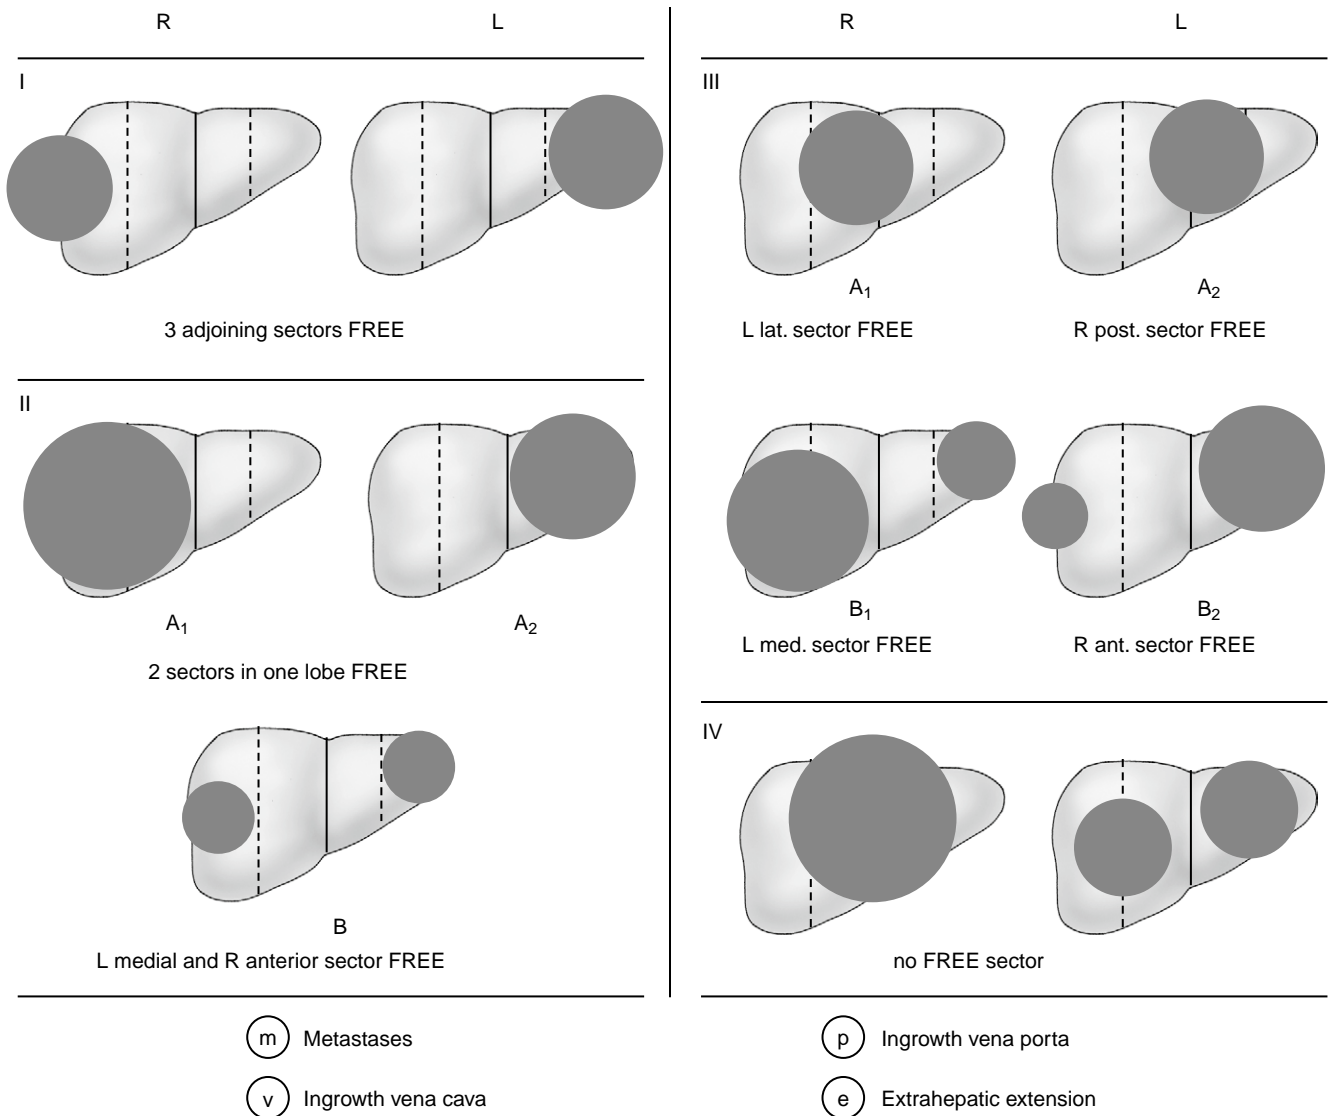 R L
I
3 adjoining sectors FREE
II
A₁ A₂
2 sectors in one lobe FREE
B
L medial and R anterior sector FREE
R L
III
A₁ A₂
L lat. sector FREE R post. sector FREE
B₁ B₂
L med. sector FREE R ant. sector FREE
IV
no FREE sector
m Metastases
v Ingrowth vena cava
p Ingrowth vena porta
e Extrahepatic extension